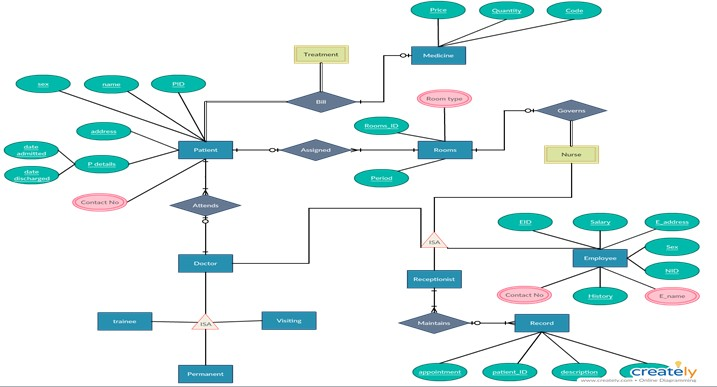 Price
Quantity
Code
Treatment
Medicine
sex
name
PID
Bill
Room type
Governs
address
Rooms_ID
date
admitted
Patient
Assigned
Rooms
Nurse
P details
date
discharged
Period
Contact No
Attends
EID
Salary
E_address
ISA
Sex
Doctor
Employee
NID
Receptionist
Contact No
History
E_name
trainee
ISA
Visiting
Maintains
Record
Permanent
appointment
patient_ID
description
creately
www.creately.com • Online Diagramming